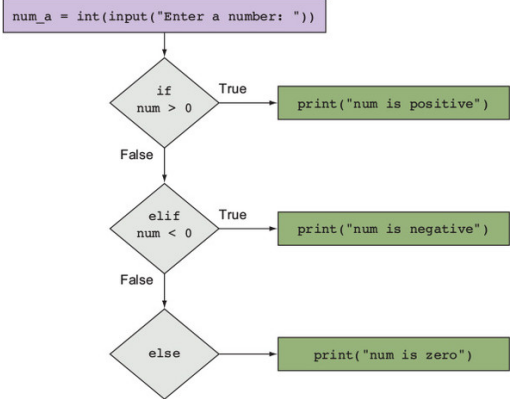 num_a = int(input("Enter a number: "))
if
num > 0
True
print("num is positive")
False
elif
num < 0
True
print("num is negative")
False
else
print("num is zero")